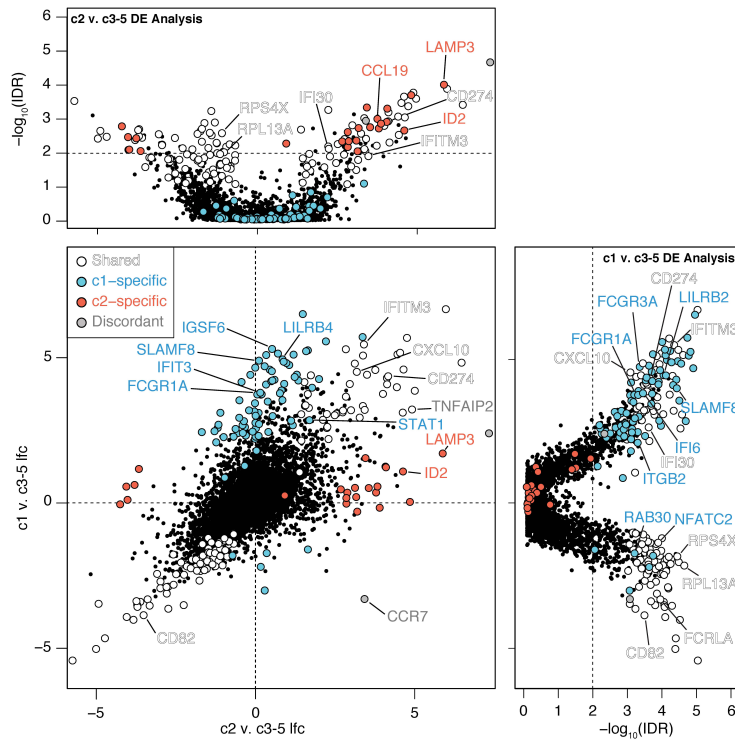 c2 v. c3-5 DE Analysis
6
5
4
3
2
1
0
−log10(IDR)
LAMP3
CCL19
IFI30
CD274
RPS4X
ID2
RPL13A
IFITM3
Shared
c1−specific
c2−specific
Discordant
IGSF6
LILRB4
IFITM3
SLAMF8
IFIT3
CXCL10
FCGR1A
CD274
TNFAIP2
STAT1
LAMP3
ID2
CCR7
CD82
5
0
−5
c1 v. c3-5 lfc
−5
0
5
c2 v. c3-5 lfc
c1 v. c3-5 DE Analysis
CD274
FCGR3A
LILRB2
IFITM3
FCGR1A
CXCL10
SLAMF8
IFI6
IFI30
ITGB2
RAB30
NFATC2
RPS4X
RPL13A
FCRLA
CD82
0
1
2
3
4
5
6
−log10(IDR)